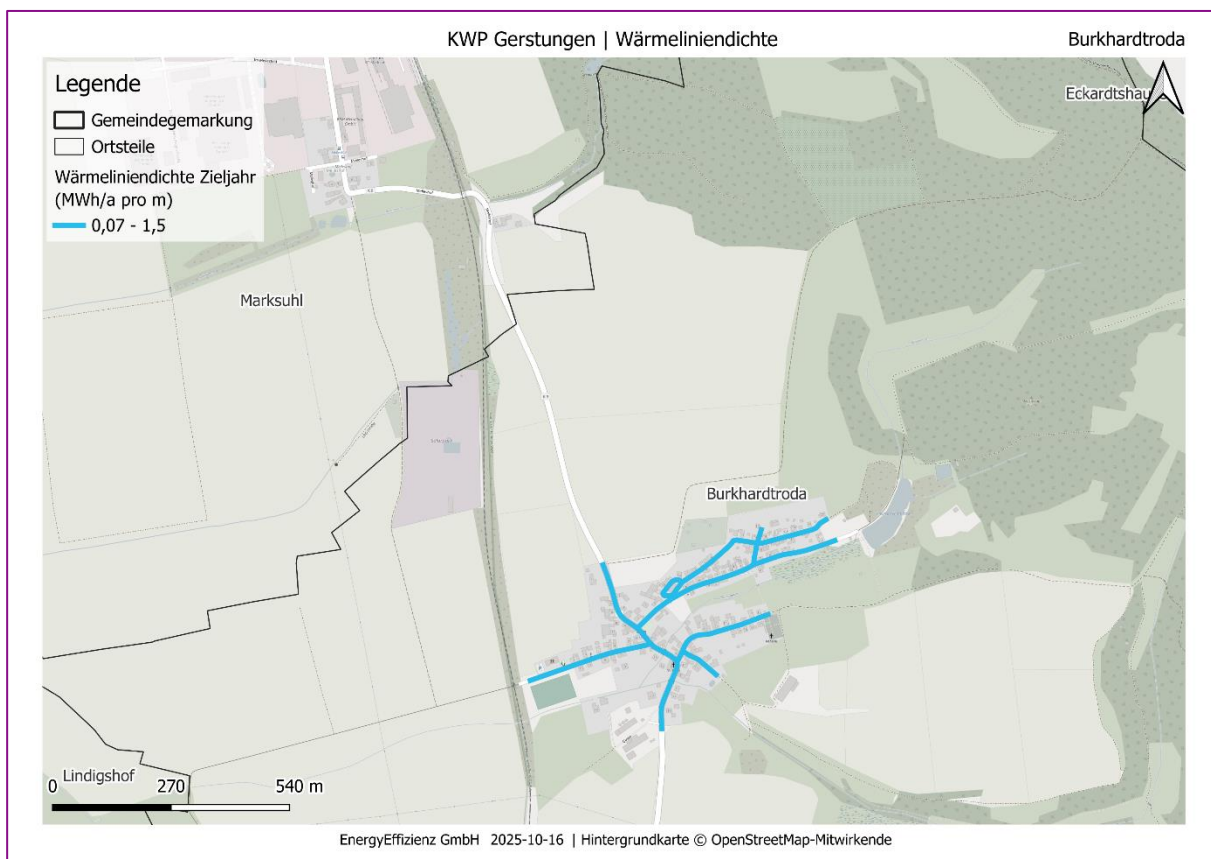 KWP Gerstungen | Wärmeliniendichte
Burkhardtroda
Legende
Gemeindegemarkung
Ortsteile
Wärmeliniendichte Zieljahr
(MWh/a pro m)
0,07 - 1,5
Eckardtshau
Marksuhl
Burkhardtroda
Lindigshof
0 270 540 m
EnergyEffizienz GmbH 2025-10-16 | Hintergrundkarte © OpenStreetMap-Mitwirkende